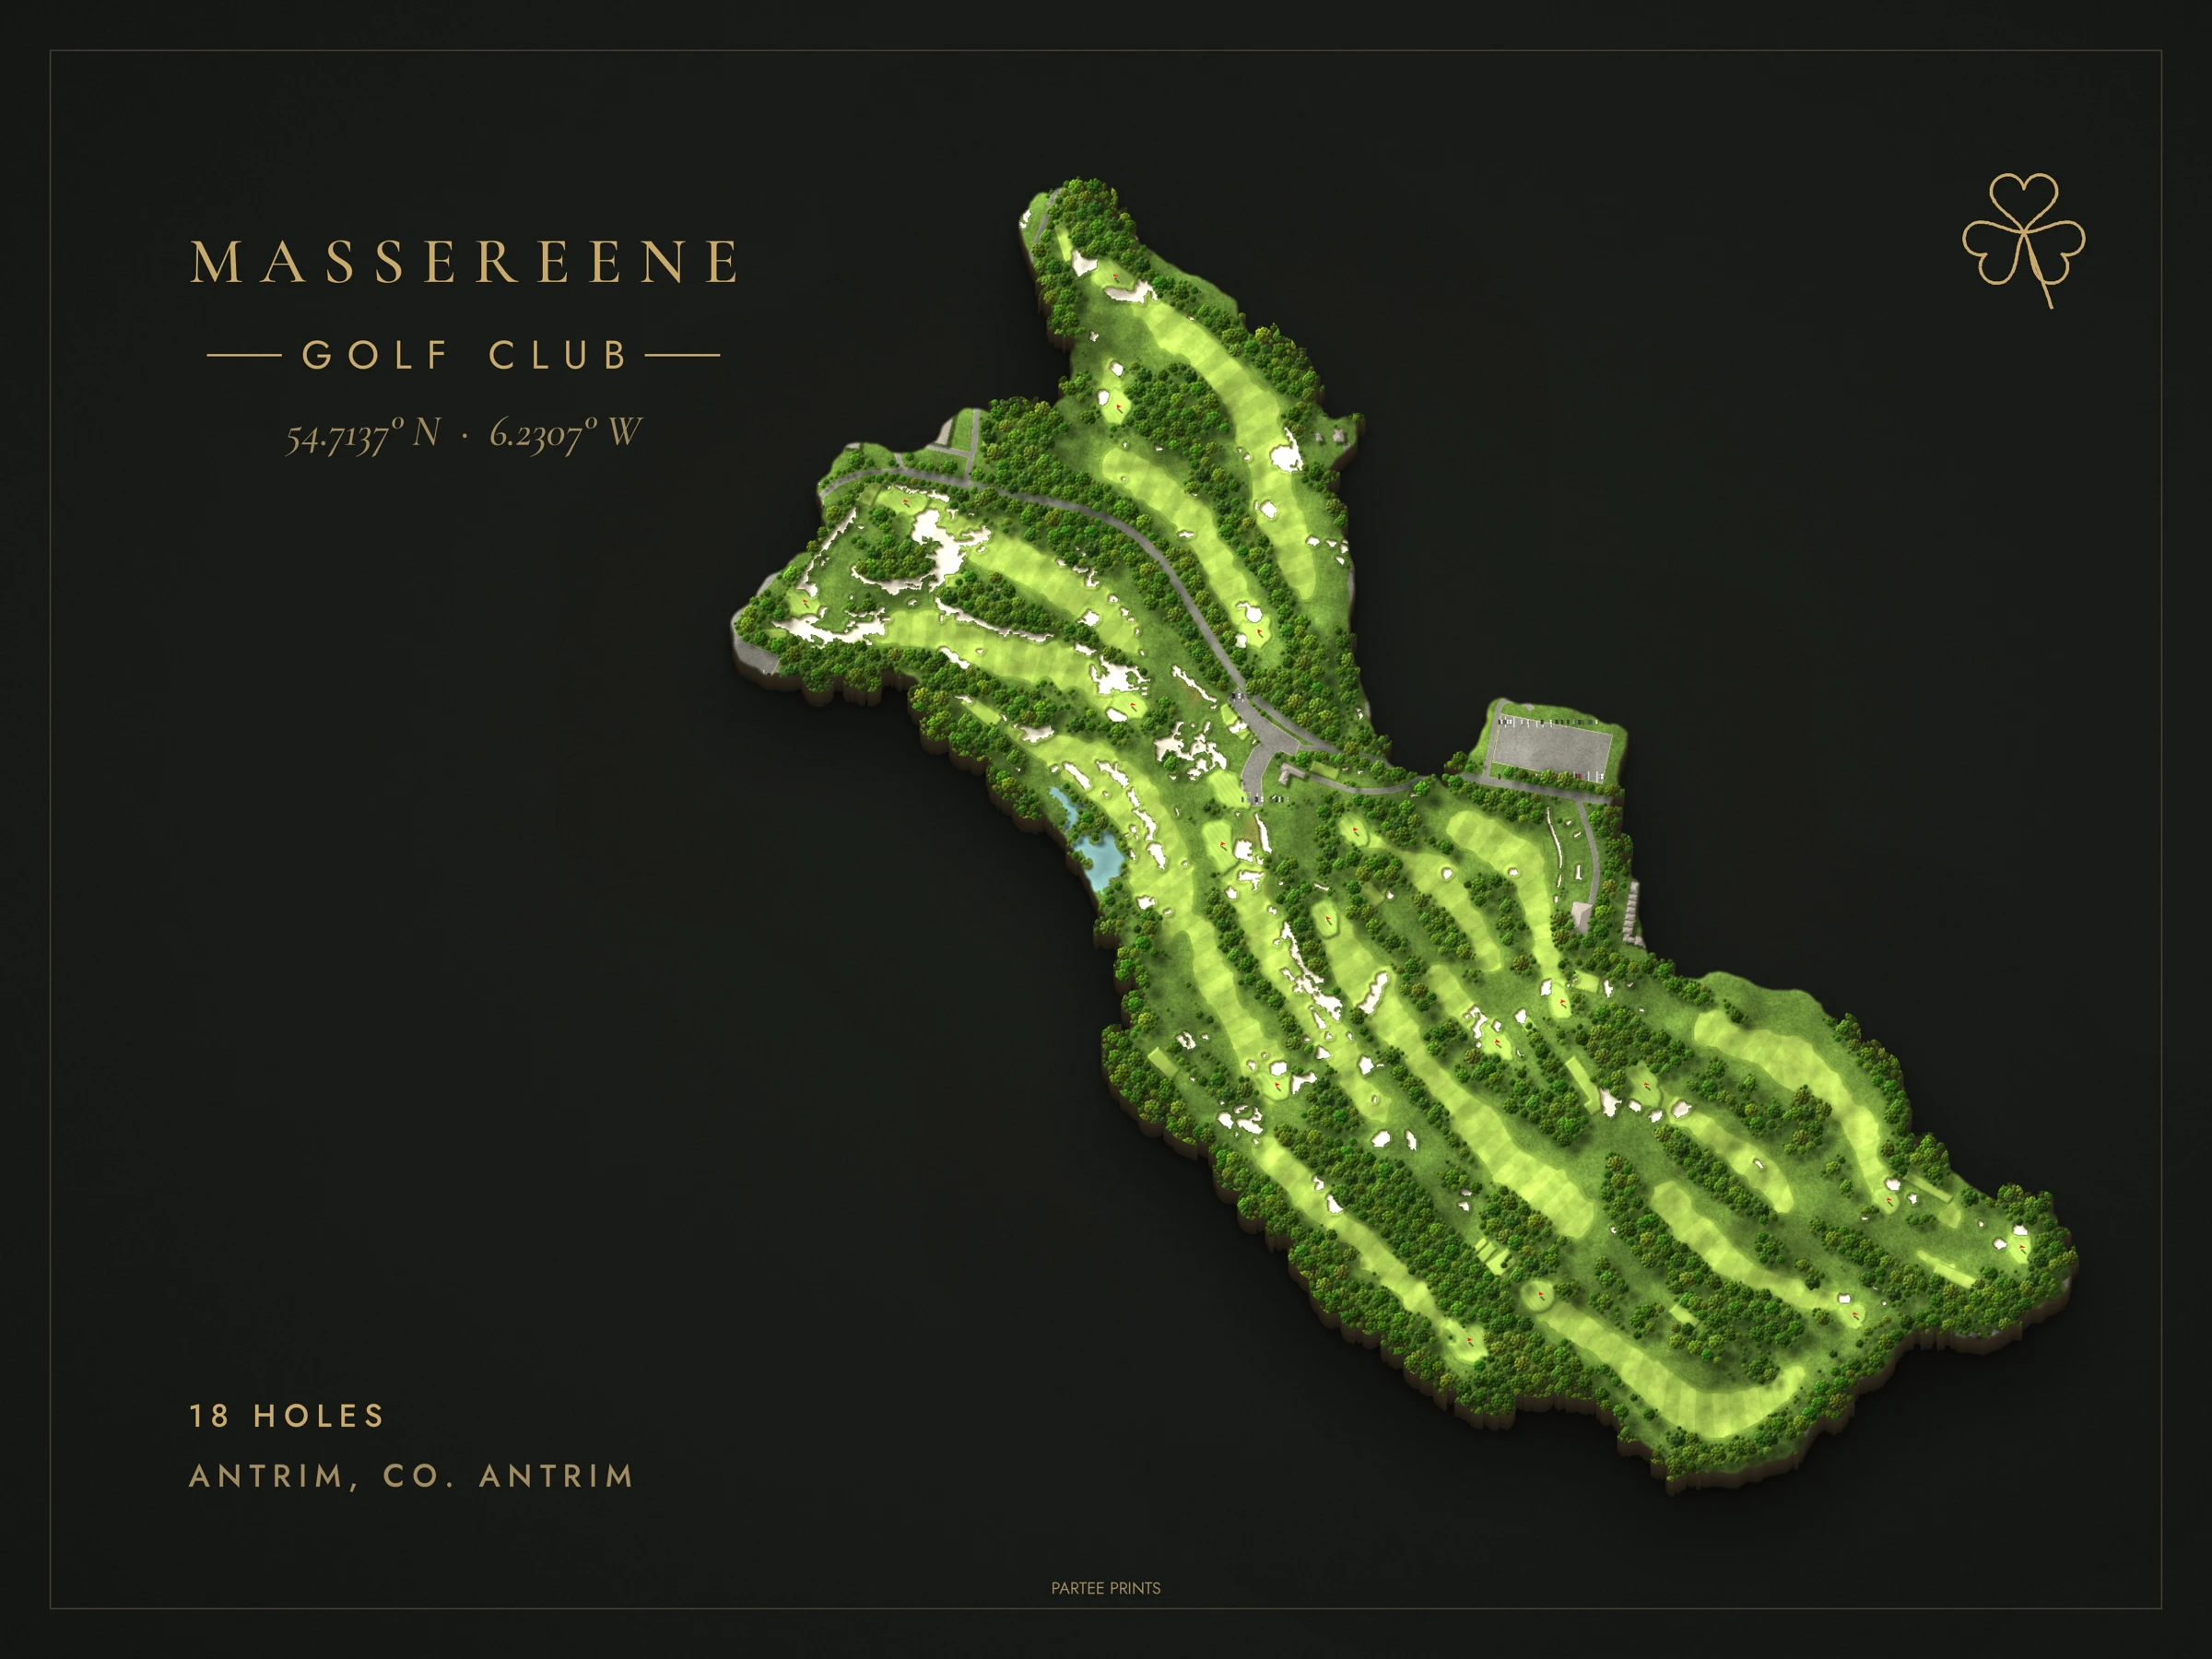 MASSEREENE
GOLF CLUB
54.7137° N · 6.2307° W
18 HOLES
ANTRIM, CO. ANTRIM
PARTEE PRINTS